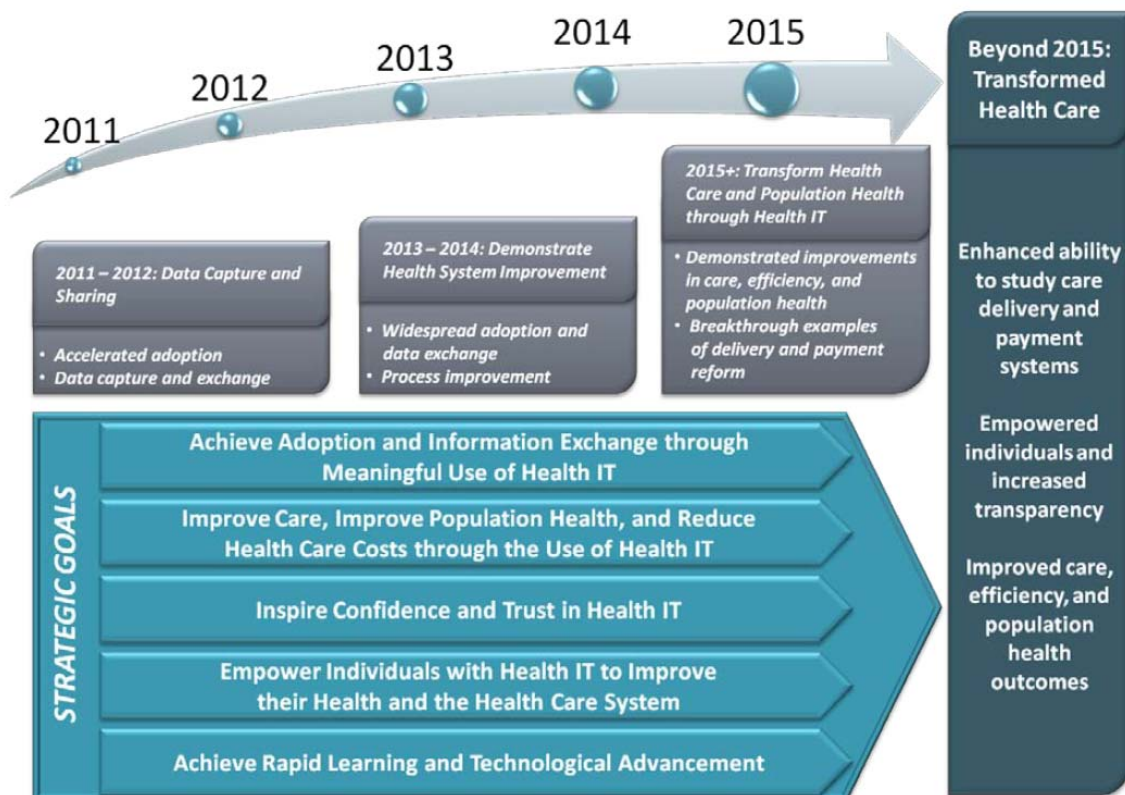 2011
2012
2013
2014
2015
Beyond 2015:
Transformed
Health Care
2011 – 2012: Data Capture and
Sharing
• Accelerated adoption
• Data capture and exchange
2013 – 2014: Demonstrate
Health System Improvement
• Widespread adoption and
data exchange
• Process improvement
2015+: Transform Health
Care and Population Health
through Health IT
• Demonstrated improvements
in care, efficiency, and
population health
• Breakthrough examples
of delivery and payment
reform
Enhanced ability
to study care
delivery and
payment
systems
Empowered
individuals and
increased
transparency
Improved care,
efficiency, and
population
health
outcomes
STRATEGIC GOALS
Achieve Adoption and Information Exchange through
Meaningful Use of Health IT
Improve Care, Improve Population Health, and Reduce
Health Care Costs through the Use of Health IT
Inspire Confidence and Trust in Health IT
Empower Individuals with Health IT to Improve
their Health and the Health Care System
Achieve Rapid Learning and Technological Advancement